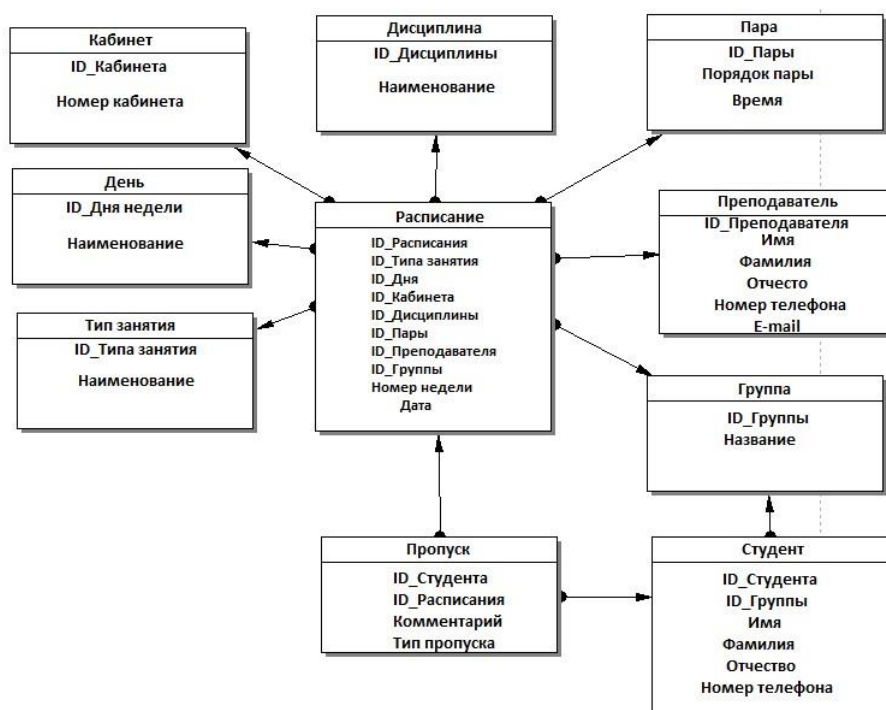 Кабинет
ID_Кабинета
Номер кабинета
Дисциплина
ID_Дисциплины
Наименование
Пара
ID_Пары
Порядок пары
Время
День
ID_Дня недели
Наименование
Расписание
ID_Расписания
ID_Типа занятия
ID_Дня
ID_Кабинета
ID_Дисциплины
ID_Пары
ID_Преподавателя
ID_Группы
Номер недели
Дата
Преподаватель
ID_Преподавателя
Имя
Фамилия
Отчесто
Номер телефона
E-mail
Тип занятия
ID_Типа занятия
Наименование
Группа
ID_Группы
Название
Пропуск
ID_Студента
ID_Расписания
Комментарий
Тип пропуска
Студент
ID_Студента
ID_Группы
Имя
Фамилия
Отчество
Номер телефона